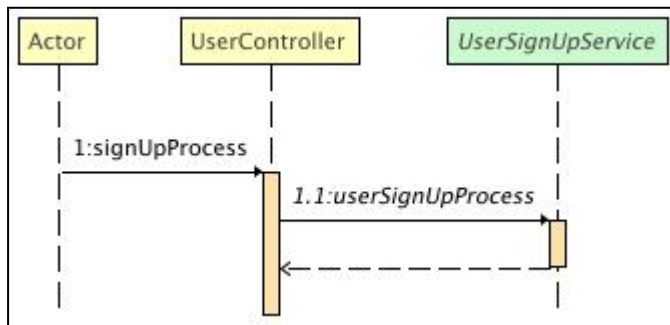 Actor
UserController
UserSignUpService
1:signUpProcess
1.1:userSignUpProcess